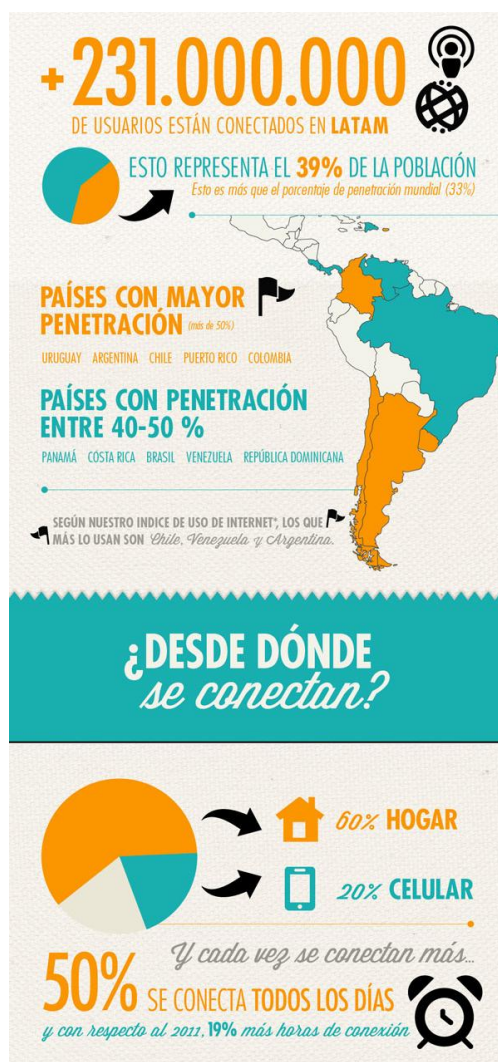 +231.000.000
DE USUARIOS ESTÁN CONECTADOS EN LATAM
ESTO REPRESENTA EL 39% DE LA POBLACIÓN
Esto es más que el porcentaje de penetración mundial (33%)
PAÍSES CON MAYOR
PENETRACIÓN (más de 50%)
URUGUAY ARGENTINA CHILE PUERTO RICO COLOMBIA
PAÍSES CON PENETRACIÓN
ENTRE 40-50 %
PANAMÁ COSTA RICA BRASIL VENEZUELA REPÚBLICA DOMINICANA
SEGÚN NUESTRO INDICE DE USO DE INTERNET*, LOS QUE
MÁS LO USAN SON Chile, Venezuela y Argentina.
¿DESDE DÓNDE
se conectan?
60% HOGAR
20% CELULAR
Y cada vez se conectan más...
50% SE CONECTA TODOS LOS DÍAS
y con respecto al 2011, 19% más horas de conexión